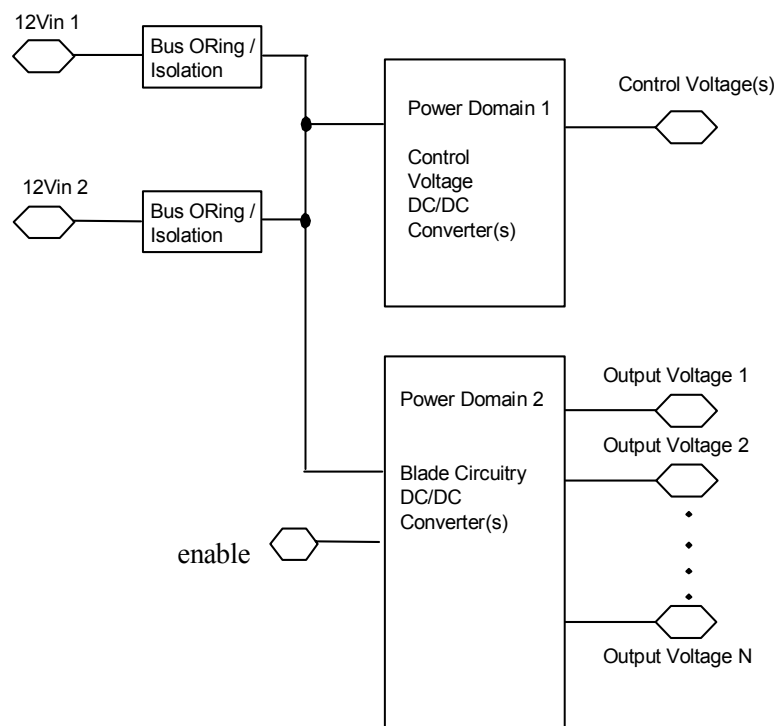 12Vin 1
Bus ORing /
Isolation
12Vin 2
Bus ORing /
Isolation
Power Domain 1
Control
Voltage
DC/DC
Converter(s)
Control Voltage(s)
Power Domain 2
Blade Circuitry
DC/DC
Converter(s)
enable
Output Voltage 1
Output Voltage 2
Output Voltage N